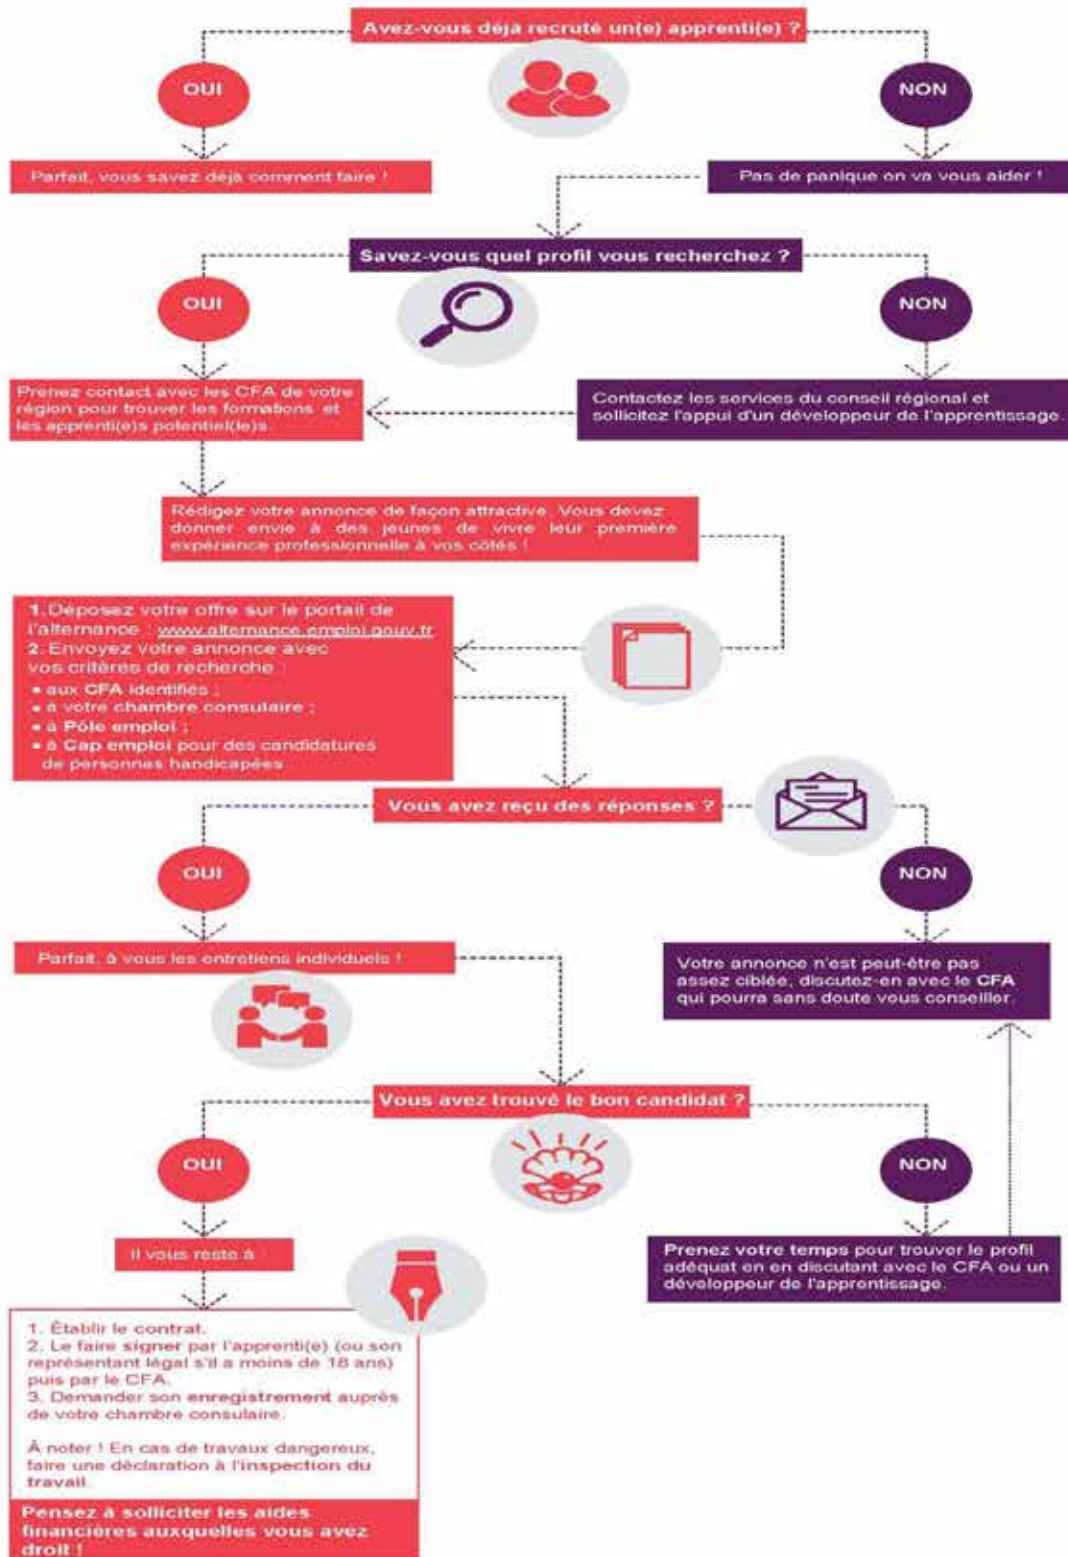 Avez-vous déjà recruté un(e) apprenti(e) ?
OUI
NON
Parfait, vous savez déjà comment faire !
Pas de panique on va vous aider !
Savez-vous quel profil vous recherchez ?
OUI
NON
Prenez contact avec les CFA de votre
région pour trouver les formations et
les apprenti(e)s potentiel(le)s
Contactez les services du conseil régional et
sollicitez l'appui d'un développeur de l'apprentissage.
Rédigez votre annonce de façon attractive. Vous devez
donner envie à des jeunes de vivre leur première
expérience professionnelle à vos côtés !
1. Déposez votre offre sur le portail de
l'alternance : www.alternance.emploi.gouv.fr
2. Envoyez votre annonce avec
vos critères de recherche :
• aux CFA identifiés ;
• à votre chambre consulaire ;
• à Pôle emploi ;
• à Cap emploi pour des candidatures
de personnes handicapées
Vous avez reçu des réponses ?
OUI
NON
Parfait, à vous les entretiens individuels !
Votre annonce n'est peut-être pas
assez ciblée, discutez-en avec le CFA
qui pourra sans doute vous conseiller.
Vous avez trouvé le bon candidat ?
OUI
NON
Il vous reste à
Prenez votre temps pour trouver le profil
adéquat en en discutant avec le CFA ou un
développeur de l'apprentissage.
1. Établir le contrat.
2. Le faire signer par l'apprenti(e) (ou son
représentant légal s'il a moins de 18 ans)
puis par le CFA.
3. Demander son enregistrement auprès
de votre chambre consulaire.
À noter ! En cas de travaux dangereux,
faire une déclaration à l'inspection du
travail.
Pensez à solliciter les aides
financières auxquelles vous avez
droit !